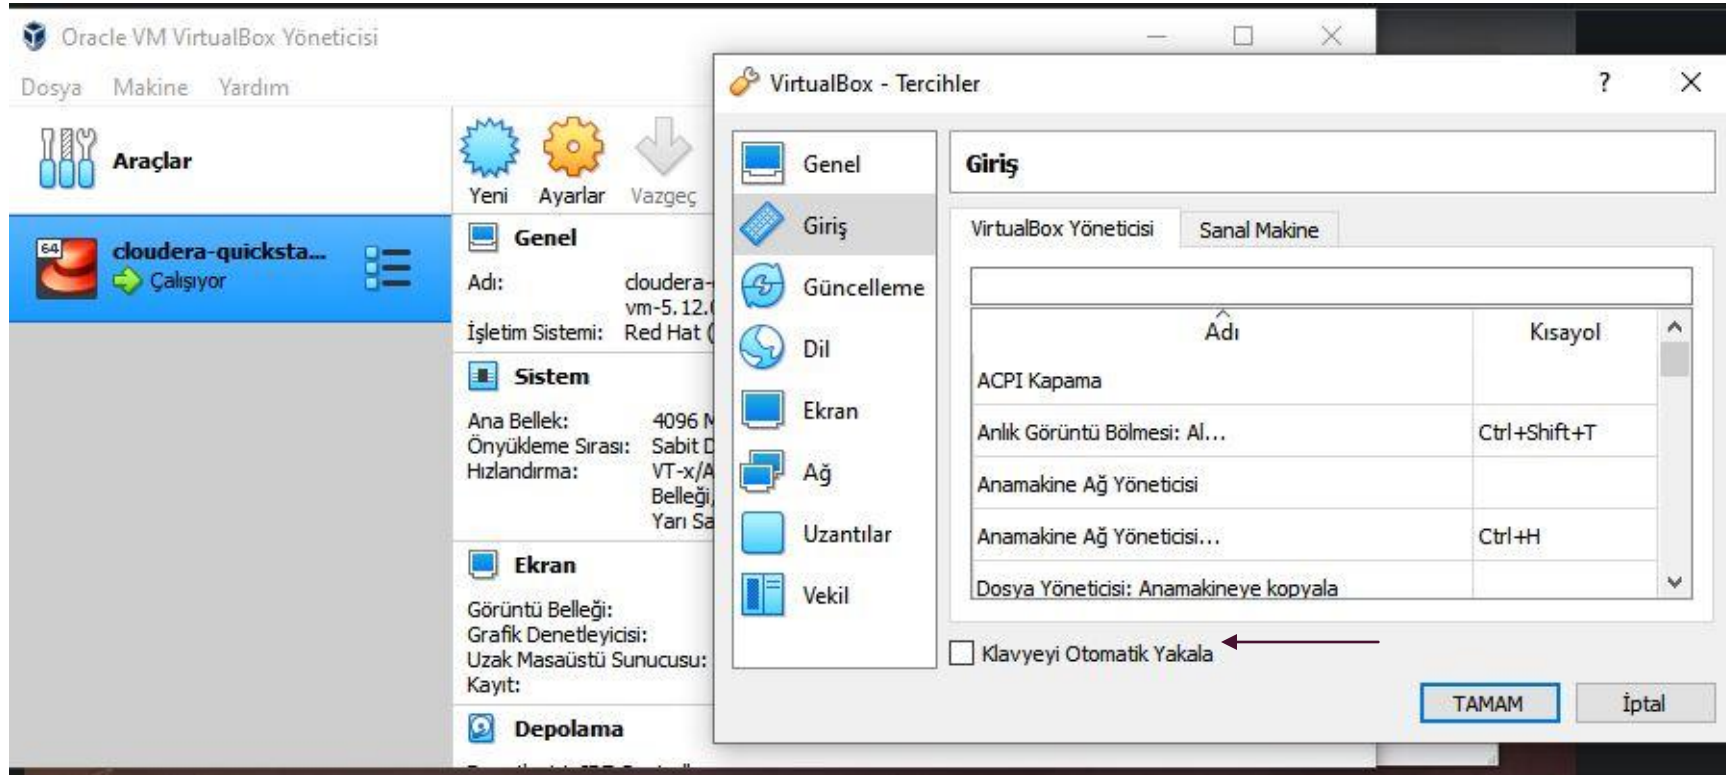 Oracle VM VirtualBox Yöneticisi
Dosya Makine Yardım
Araçlar
64
cloudera-quicksta...
Çalışıyor
Yeni Ayarlar Vazgeç
Genel
Adı: cloudera-
vm-5.12.
İşletim Sistemi: Red Hat (
Sistem
Ana Bellek: 4096 M
Önyükleme Sırası: Sabit D
Hızlandırma: VT-x/A
Belleği,
Yarı Sa
Ekran
Görüntü Belleği:
Grafik Denetleyicisi:
Uzak Masaüstü Sunucusu:
Kayıt:
Depolama
VirtualBox - Tercihler
?
Genel
Giriş
Güncelleme
Dil
Ekran
Ağ
Uzantılar
Vekil
Giriş
VirtualBox Yöneticisi Sanal Makine
Adı Kısayol
ACPI Kapama
Anlık Görüntü Bölmesi: Al... Ctrl+Shift+T
Anamakine Ağ Yöneticisi
Anamakine Ağ Yöneticisi... Ctrl+H
Dosya Yöneticisi: Anamakineye kopyala
Klavyeyi Otomatik Yakala
TAMAM İptal